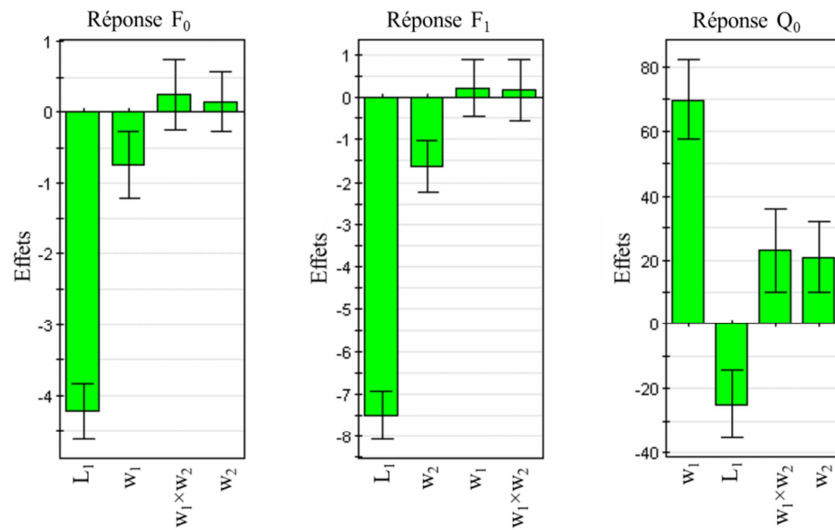 Réponse F₀
Effets
1
0
-1
-2
-3
-4
L₁
w₁
w₁×w₂
w₂
Réponse F₁
Effets
1
0
-1
-2
-3
-4
-5
-6
-7
-8
L₁
w₂
w₁
w₁×w₂
Réponse Q₀
Effets
80
60
40
20
0
-20
-40
w₁
L₁
w₁×w₂
w₂